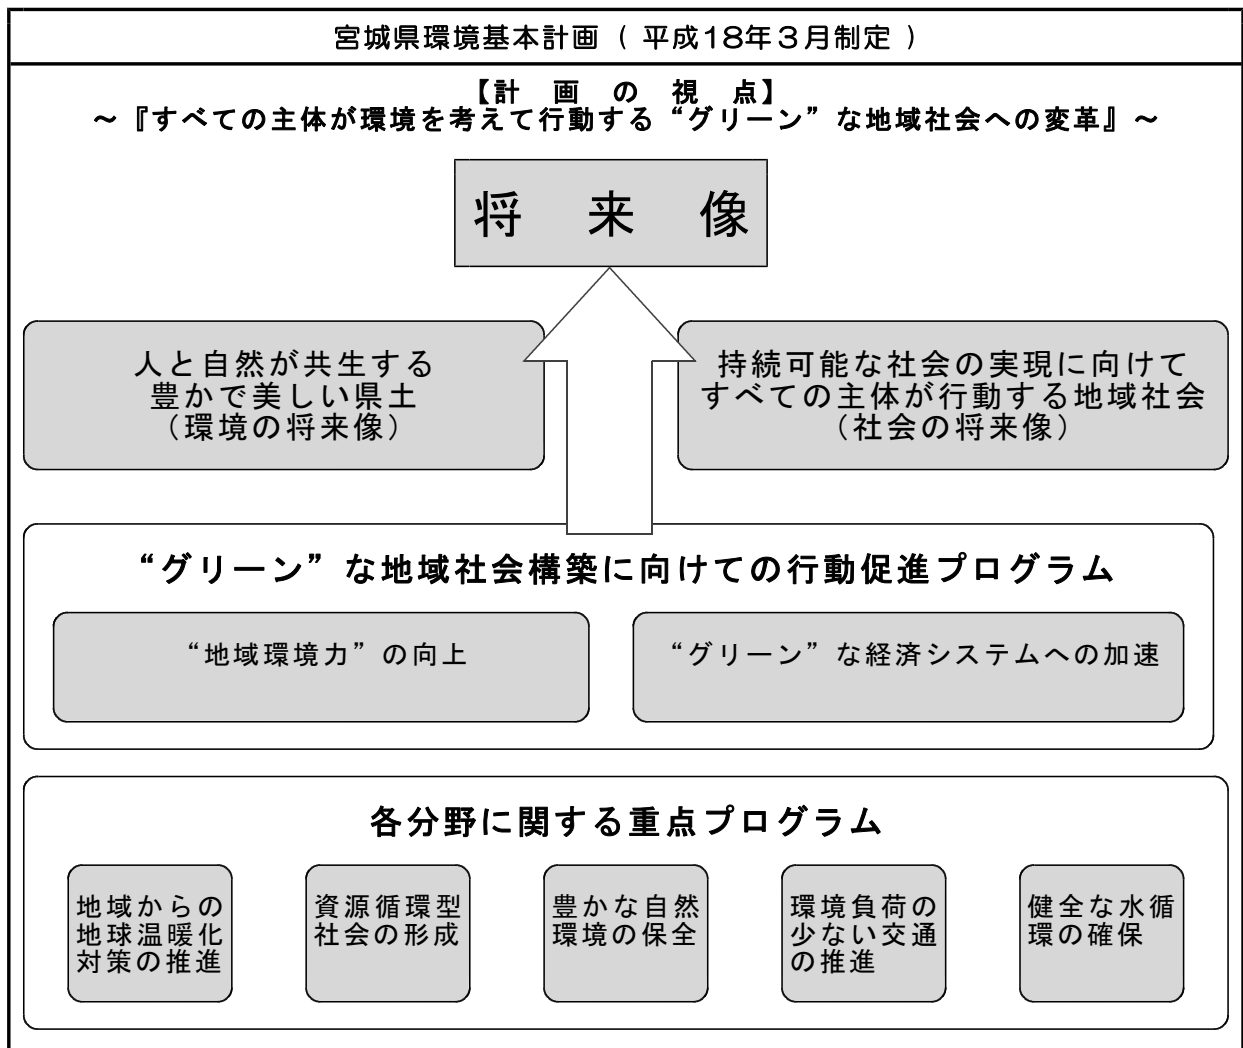 宮城県環境基本計画（ 平成18年３月制定 ）
【計　画　の　視　点】
～『すべての主体が環境を考えて行動する“グリーン”な地域社会への変革』～
将　来　像
人と自然が共生する
豊かで美しい県土
（環境の将来像）
持続可能な社会の実現に向けて
すべての主体が行動する地域社会
（社会の将来像）
“グリーン”な地域社会構築に向けての行動促進プログラム
“地域環境力”の向上
“グリーン”な経済システムへの加速
各分野に関する重点プログラム
地域からの
地球温暖化
対策の推進
資源循環型
社会の形成
豊かな自然
環境の保全
環境負荷の
少ない交通
の推進
健全な水循
環の確保